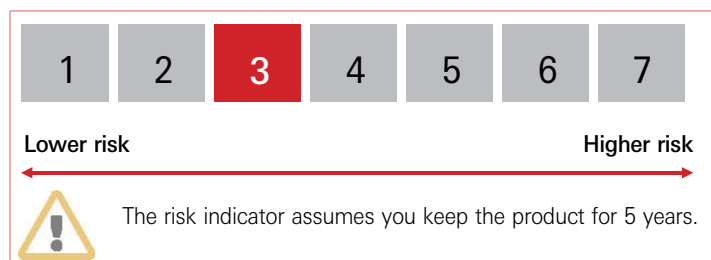 1 2 3 4 5 6 7
Lower risk Higher risk
The risk indicator assumes you keep the product for 5 years.